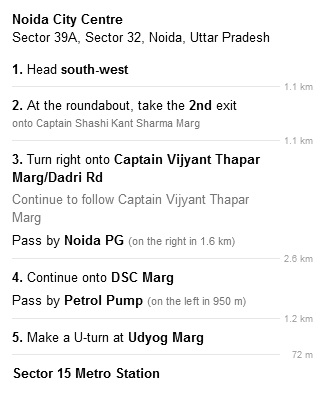 Noida City Centre
Sector 39A, Sector 32, Noida, Uttar Pradesh
1. Head south-west
1.1 km
2. At the roundabout, take the 2nd exit
onto Captain Shashi Kant Sharma Marg
1.1 km
3. Turn right onto Captain Vijyant Thapar
Marg/Dadri Rd
Continue to follow Captain Vijyant Thapar
Marg
Pass by Noida PG (on the right in 1.6 km)
2.6 km
4. Continue onto DSC Marg
Pass by Petrol Pump (on the left in 950 m)
1.2 km
5. Make a U-turn at Udyog Marg
72 m
Sector 15 Metro Station